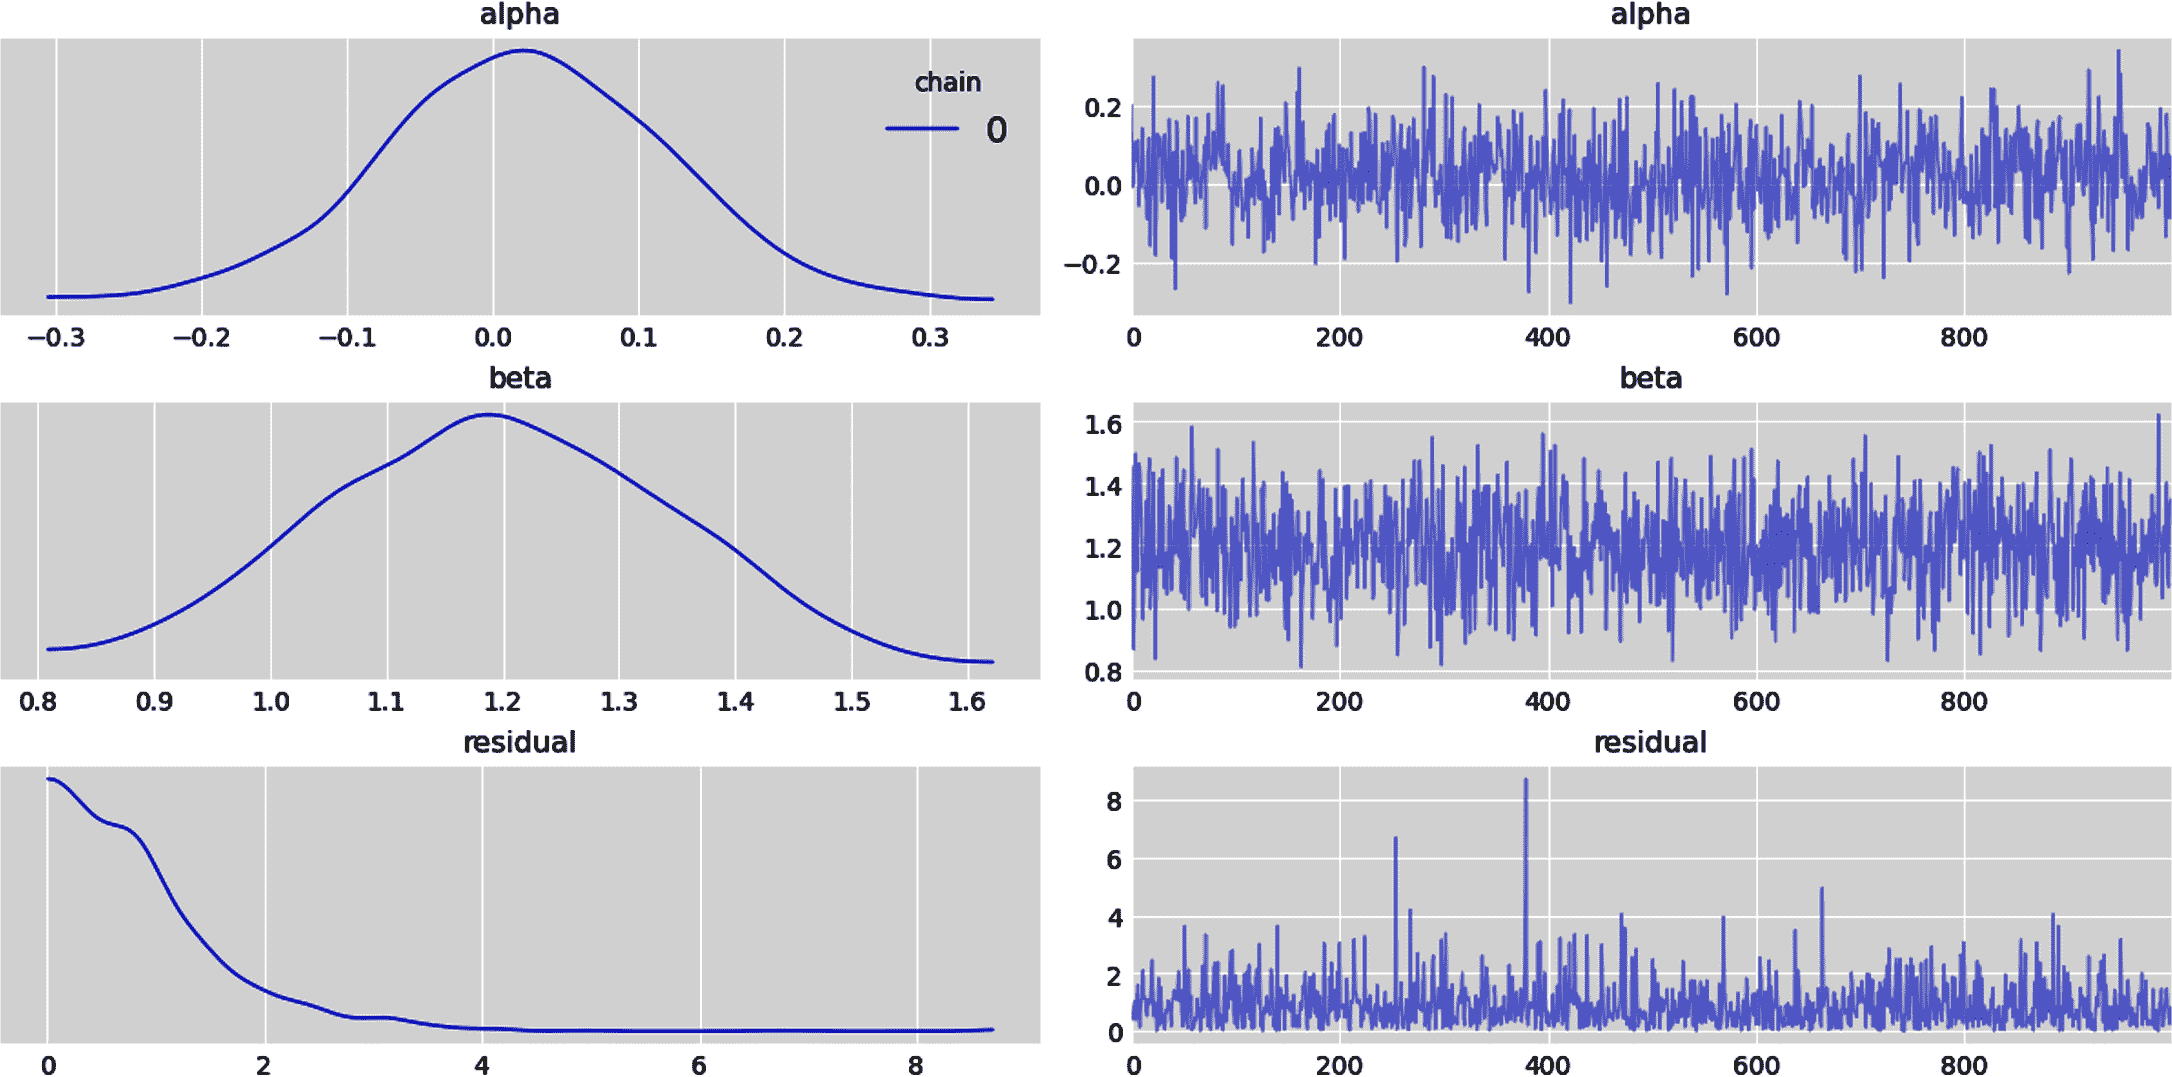 alpha
alpha
chain
0
0.2
0.0
−0.2
−0.3 −0.2 −0.1 0.0 0.1 0.2 0.3
0 200 400 600 800
beta
beta
1.6
1.4
1.2
1.0
0.8
0.8 0.9 1.0 1.1 1.2 1.3 1.4 1.5 1.6
0 200 400 600 800
residual
residual
8
6
4
2
0
0 2 4 6 8
0 200 400 600 800